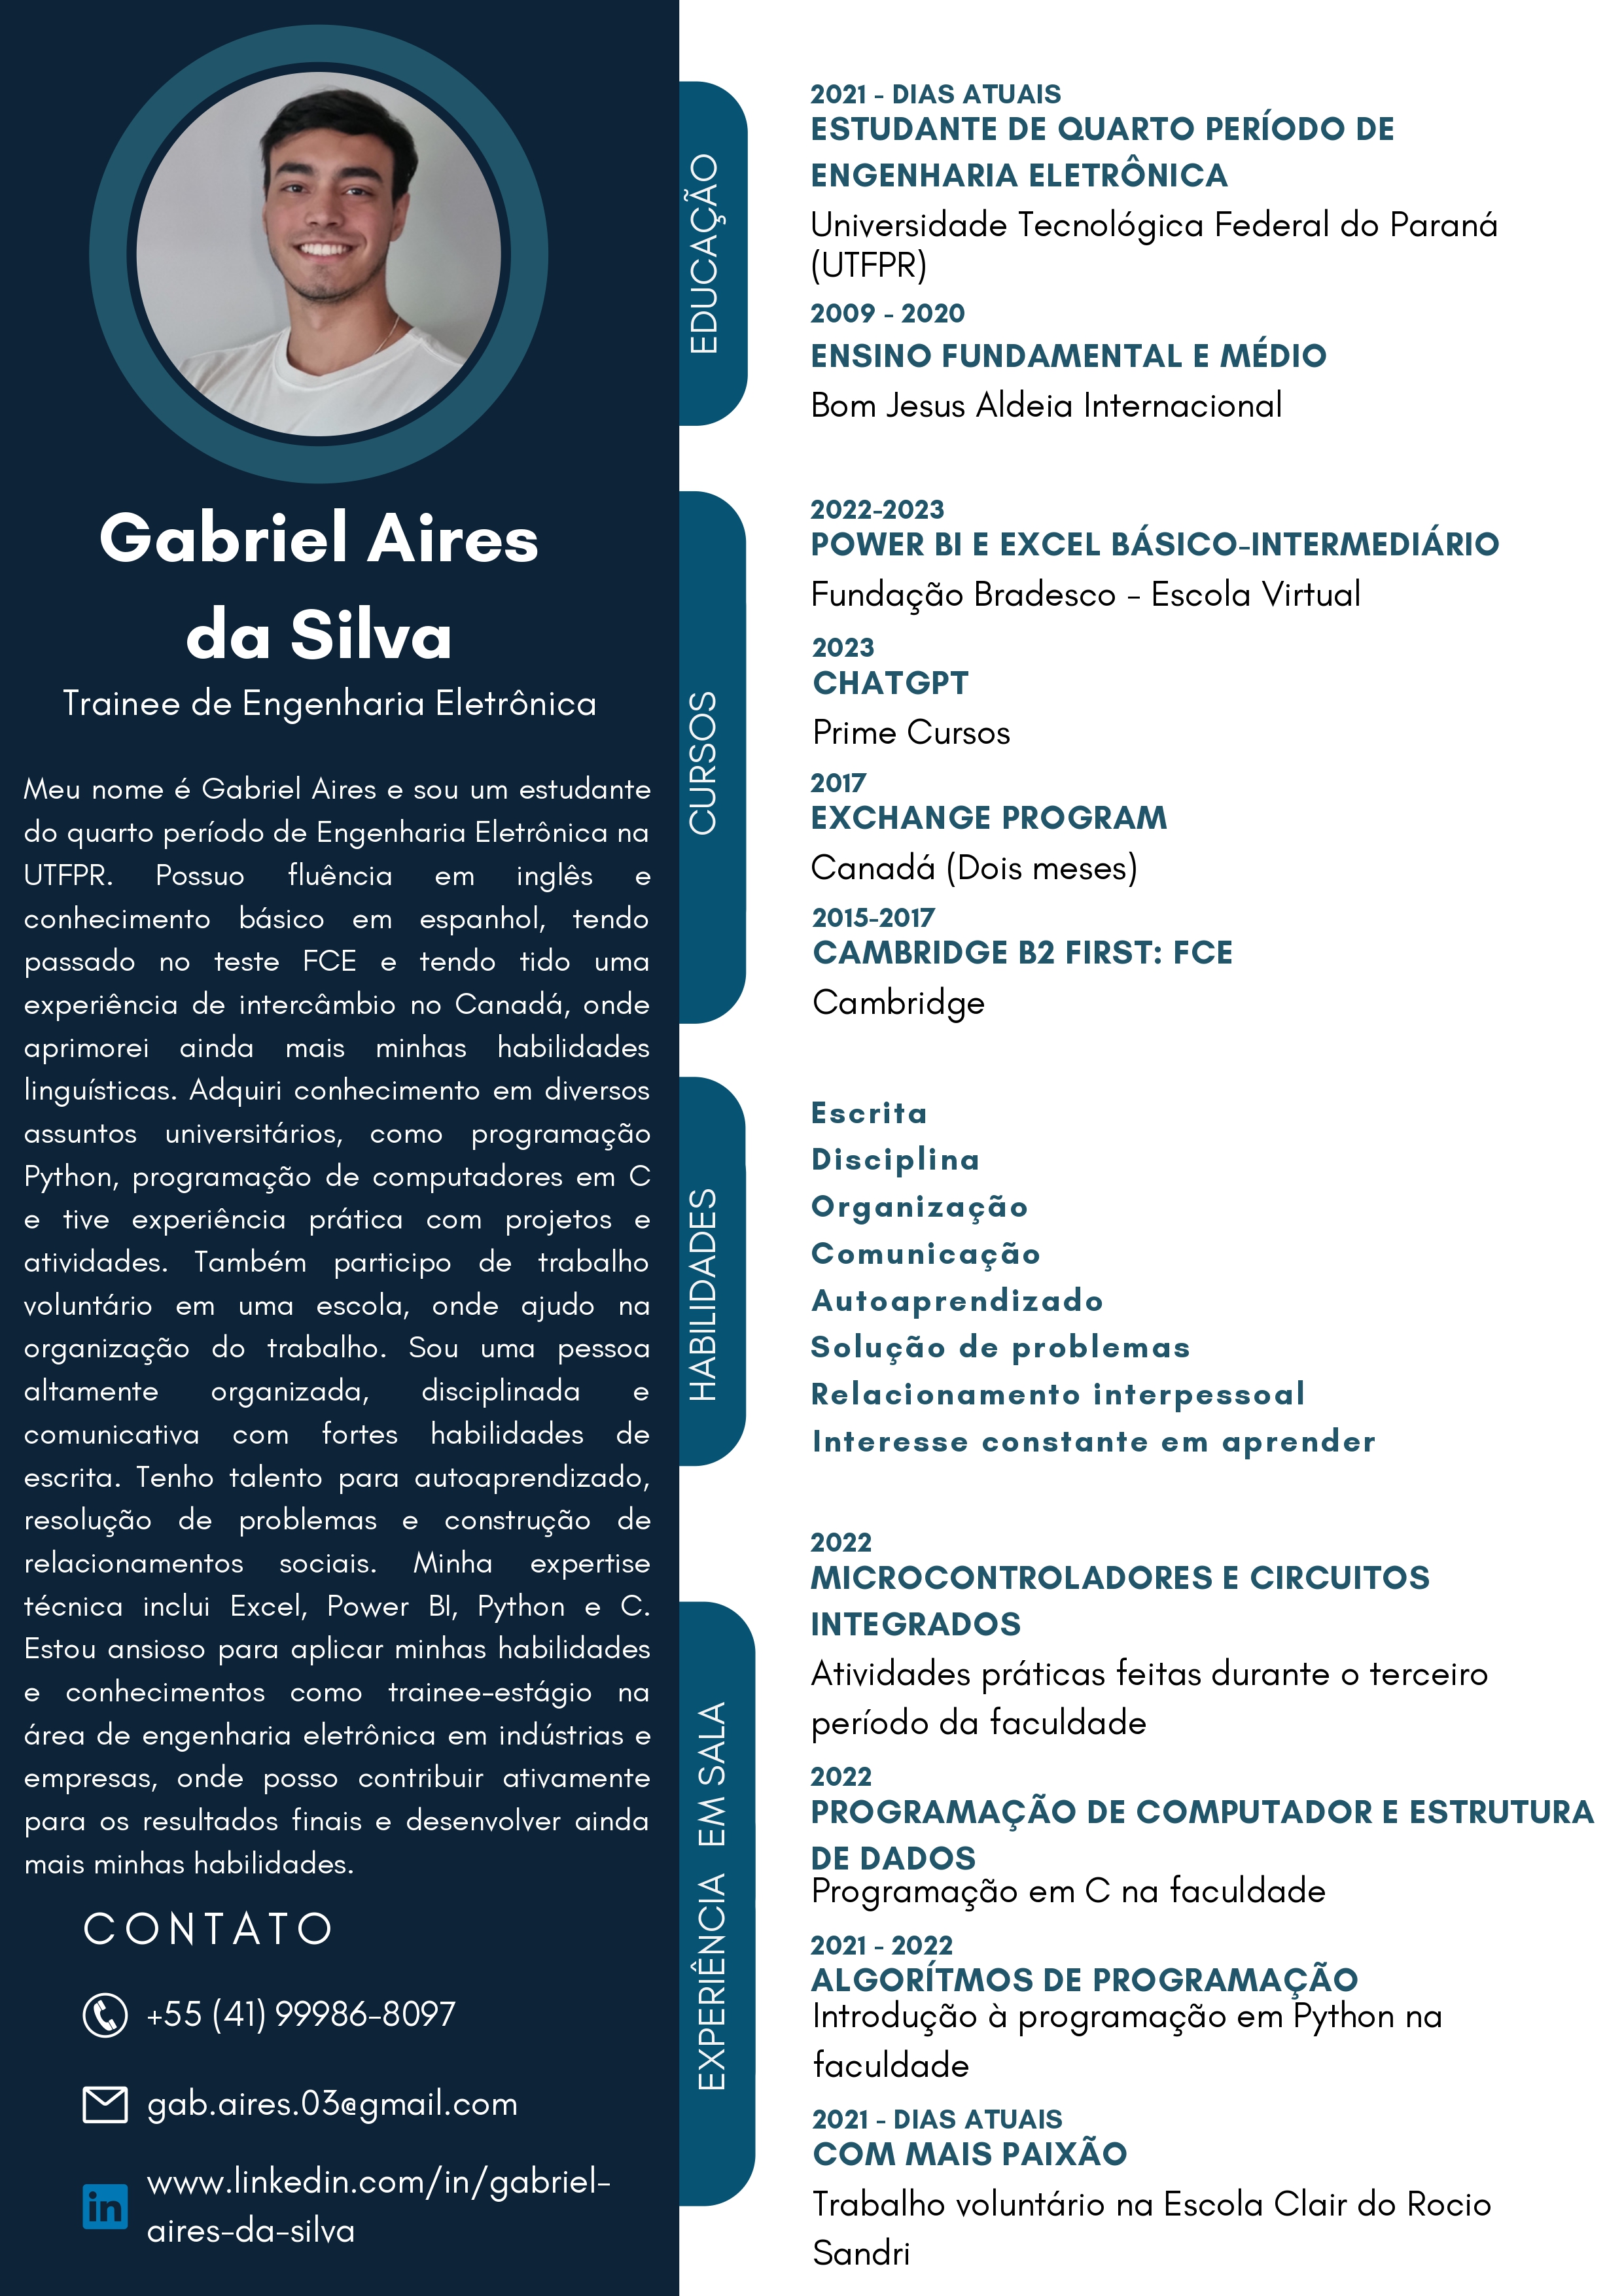 Gabriel Aires
da Silva
Trainee de Engenharia Eletrônica
Meu nome é Gabriel Aires e sou um estudante
do quarto período de Engenharia Eletrônica na
UTFPR. Possuo fluência em inglês e
conhecimento básico em espanhol, tendo
passado no teste FCE e tendo tido uma
experiência de intercâmbio no Canadá, onde
aprimorei ainda mais minhas habilidades
linguísticas. Adquiri conhecimento em diversos
assuntos universitários, como programação
Python, programação de computadores em C
e tive experiência prática com projetos e
atividades. Também participo de trabalho
voluntário em uma escola, onde ajudo na
organização do trabalho. Sou uma pessoa
altamente organizada, disciplinada e
comunicativa com fortes habilidades de
escrita. Tenho talento para autoaprendizado,
resolução de problemas e construção de
relacionamentos sociais. Minha expertise
técnica inclui Excel, Power BI, Python e C.
Estou ansioso para aplicar minhas habilidades
e conhecimentos como trainee-estágio na
área de engenharia eletrônica em indústrias e
empresas, onde posso contribuir ativamente
para os resultados finais e desenvolver ainda
mais minhas habilidades.
CONTATO
+55 (41) 99986-8097
gab.aires.03@gmail.com
in
www.linkedin.com/in/gabriel-
aires-da-silva
EDUCAÇÃO
2021 - DIAS ATUAIS
ESTUDANTE DE QUARTO PERÍODO DE
ENGENHARIA ELETRÔNICA
Universidade Tecnológica Federal do Paraná
(UTFPR)
2009 - 2020
ENSINO FUNDAMENTAL E MÉDIO
Bom Jesus Aldeia Internacional
CURSOS
2022-2023
POWER BI E EXCEL BÁSICO-INTERMEDIÁRIO
Fundação Bradesco - Escola Virtual
2023
CHATGPT
Prime Cursos
2017
EXCHANGE PROGRAM
Canadá (Dois meses)
2015-2017
CAMBRIDGE B2 FIRST: FCE
Cambridge
HABILIDADES
Escrita
Disciplina
Organização
Comunicação
Autoaprendizado
Solução de problemas
Relacionamento interpessoal
Interesse constante em aprender
EXPERIÊNCIA EM SALA
2022
MICROCONTROLADORES E CIRCUITOS
INTEGRADOS
Atividades práticas feitas durante o terceiro
período da faculdade
2022
PROGRAMAÇÃO DE COMPUTADOR E ESTRUTURA
DE DADOS
Programação em C na faculdade
2021 - 2022
ALGORÍTMOS DE PROGRAMAÇÃO
Introdução à programação em Python na
faculdade
2021 - DIAS ATUAIS
COM MAIS PAIXÃO
Trabalho voluntário na Escola Clair do Rocio
Sandri